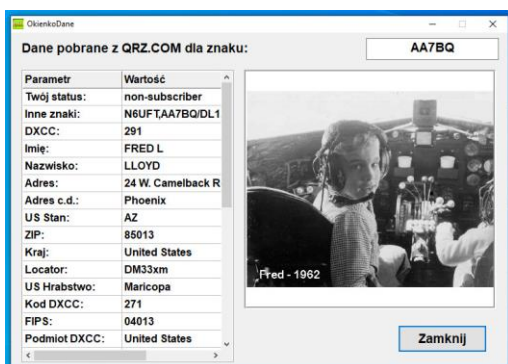 OkienkoDane
Dane pobrane z QRZ.COM dla znaku:
AA7BQ
Parametr Wartość
Twój status: non-subscriber
Inne znaki: N6UFT,AA7BQ/DL1
DXCC: 291
Imię: FRED L
Nazwisko: LLOYD
Adres: 24 W. Camelback R
Adres c.d.: Phoenix
US Stan: AZ
ZIP: 85013
Kraj: United States
Locator: DM33xm
US Hrabstwo: Maricopa
Kod DXCC: 271
FIPS: 04013
Podmiot DXCC: United States
Fred - 1962
Zamknij